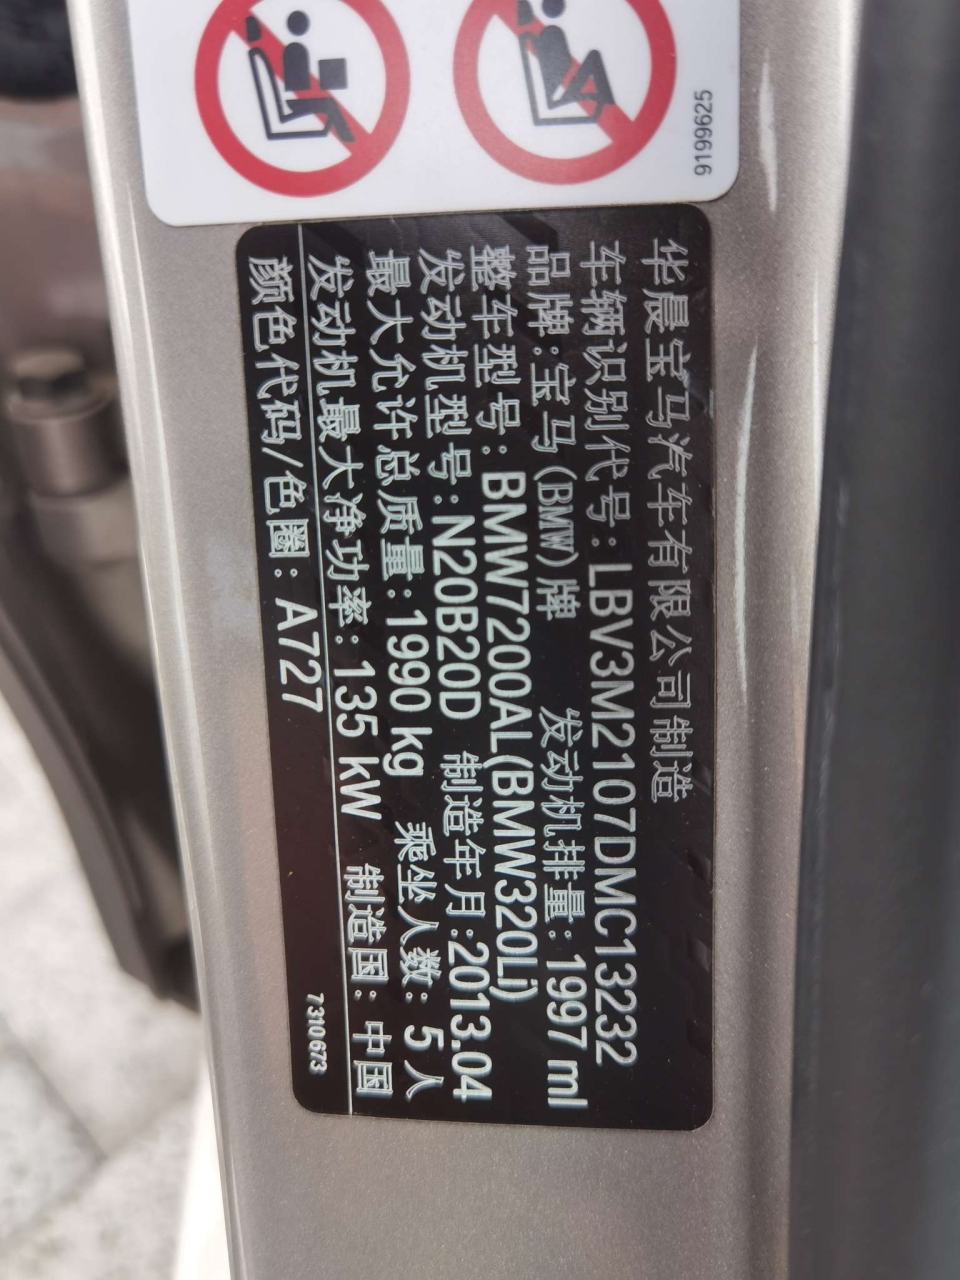 9199625
华晨宝马汽车有限公司制造
车辆识别代号:LBV3M2107DMC13232
品牌:宝马(BMW)牌 发动机排量:1997 ml
整车型号:BMW7200AL(BMW320Li)
发动机型号:N20B20D 制造年月:2013.04
最大允许总质量:1990 kg 乘坐人数:5人
发动机最大净功率:135 kW 制造国:中国
颜色代码/色圈:A727
7310673